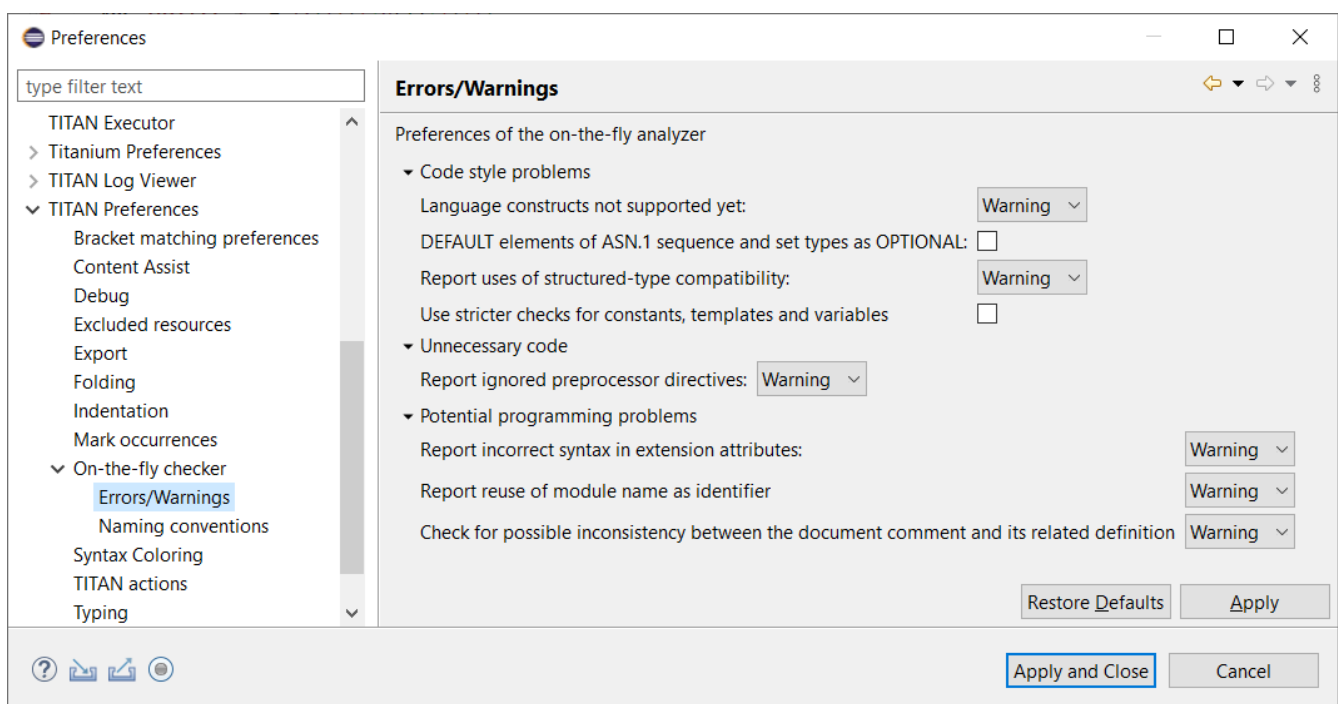 Preferences
type filter text
TITAN Executor
Titanium Preferences
TITAN Log Viewer
TITAN Preferences
Bracket matching preferences
Content Assist
Debug
Excluded resources
Export
Folding
Indentation
Mark occurrences
On-the-fly checker
Errors/Warnings
Naming conventions
Syntax Coloring
TITAN actions
Typing
Errors/Warnings
Preferences of the on-the-fly analyzer
Code style problems
Language constructs not supported yet: Warning
DEFAULT elements of ASN.1 sequence and set types as OPTIONAL:
Report uses of structured-type compatibility: Warning
Use stricter checks for constants, templates and variables
Unnecessary code
Report ignored preprocessor directives: Warning
Potential programming problems
Report incorrect syntax in extension attributes: Warning
Report reuse of module name as identifier Warning
Check for possible inconsistency between the document comment and its related definition Warning
Restore Defaults Apply
Apply and Close Cancel